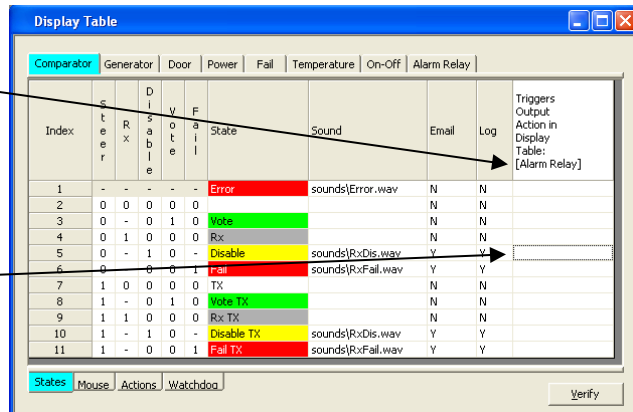 Display Table
Comparator Generator Door Power Fail Temperature On-Off Alarm Relay
Index Steer Rx Disable Vote Fail State Sound Email Log Triggers Output Action in Display Table: [Alarm Relay]
1 - - - - - Error sounds\Error.wav N N
2 0 0 0 0 0 N N
3 0 - 0 1 0 Vote N N
4 0 1 0 0 0 Rx N N
5 0 - 1 0 - Disable sounds\RxDis.wav Y Y
6 0 - 0 0 1 Fail sounds\RxFail.wav Y Y
7 1 0 0 0 0 TX N N
8 1 - 0 1 0 Vote TX N N
9 1 1 0 0 0 Rx TX N N
10 1 - 1 0 - Disable TX sounds\RxDis.wav Y Y
11 1 - 0 0 1 Fail TX sounds\RxFail.wav Y Y
States Mouse Actions Watchdog
Verify